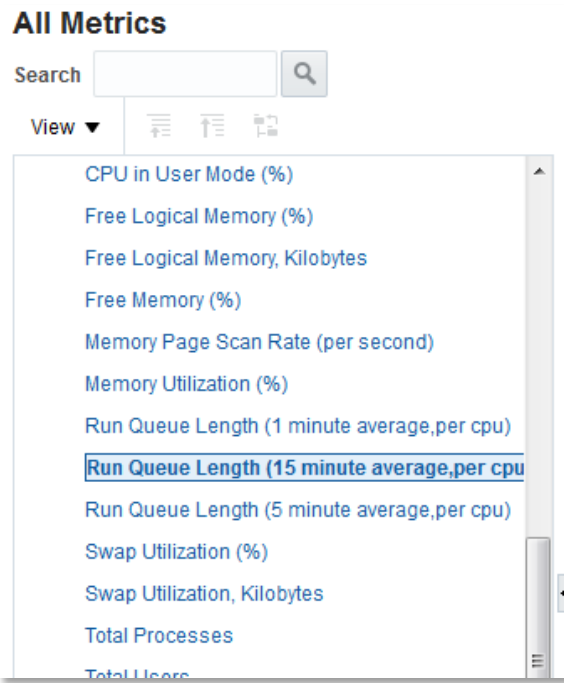 All Metrics
Search
View
CPU in User Mode (%)
Free Logical Memory (%)
Free Logical Memory, Kilobytes
Free Memory (%)
Memory Page Scan Rate (per second)
Memory Utilization (%)
Run Queue Length (1 minute average,per cpu)
Run Queue Length (15 minute average,per cpu
Run Queue Length (5 minute average,per cpu)
Swap Utilization (%)
Swap Utilization, Kilobytes
Total Processes
Total Users